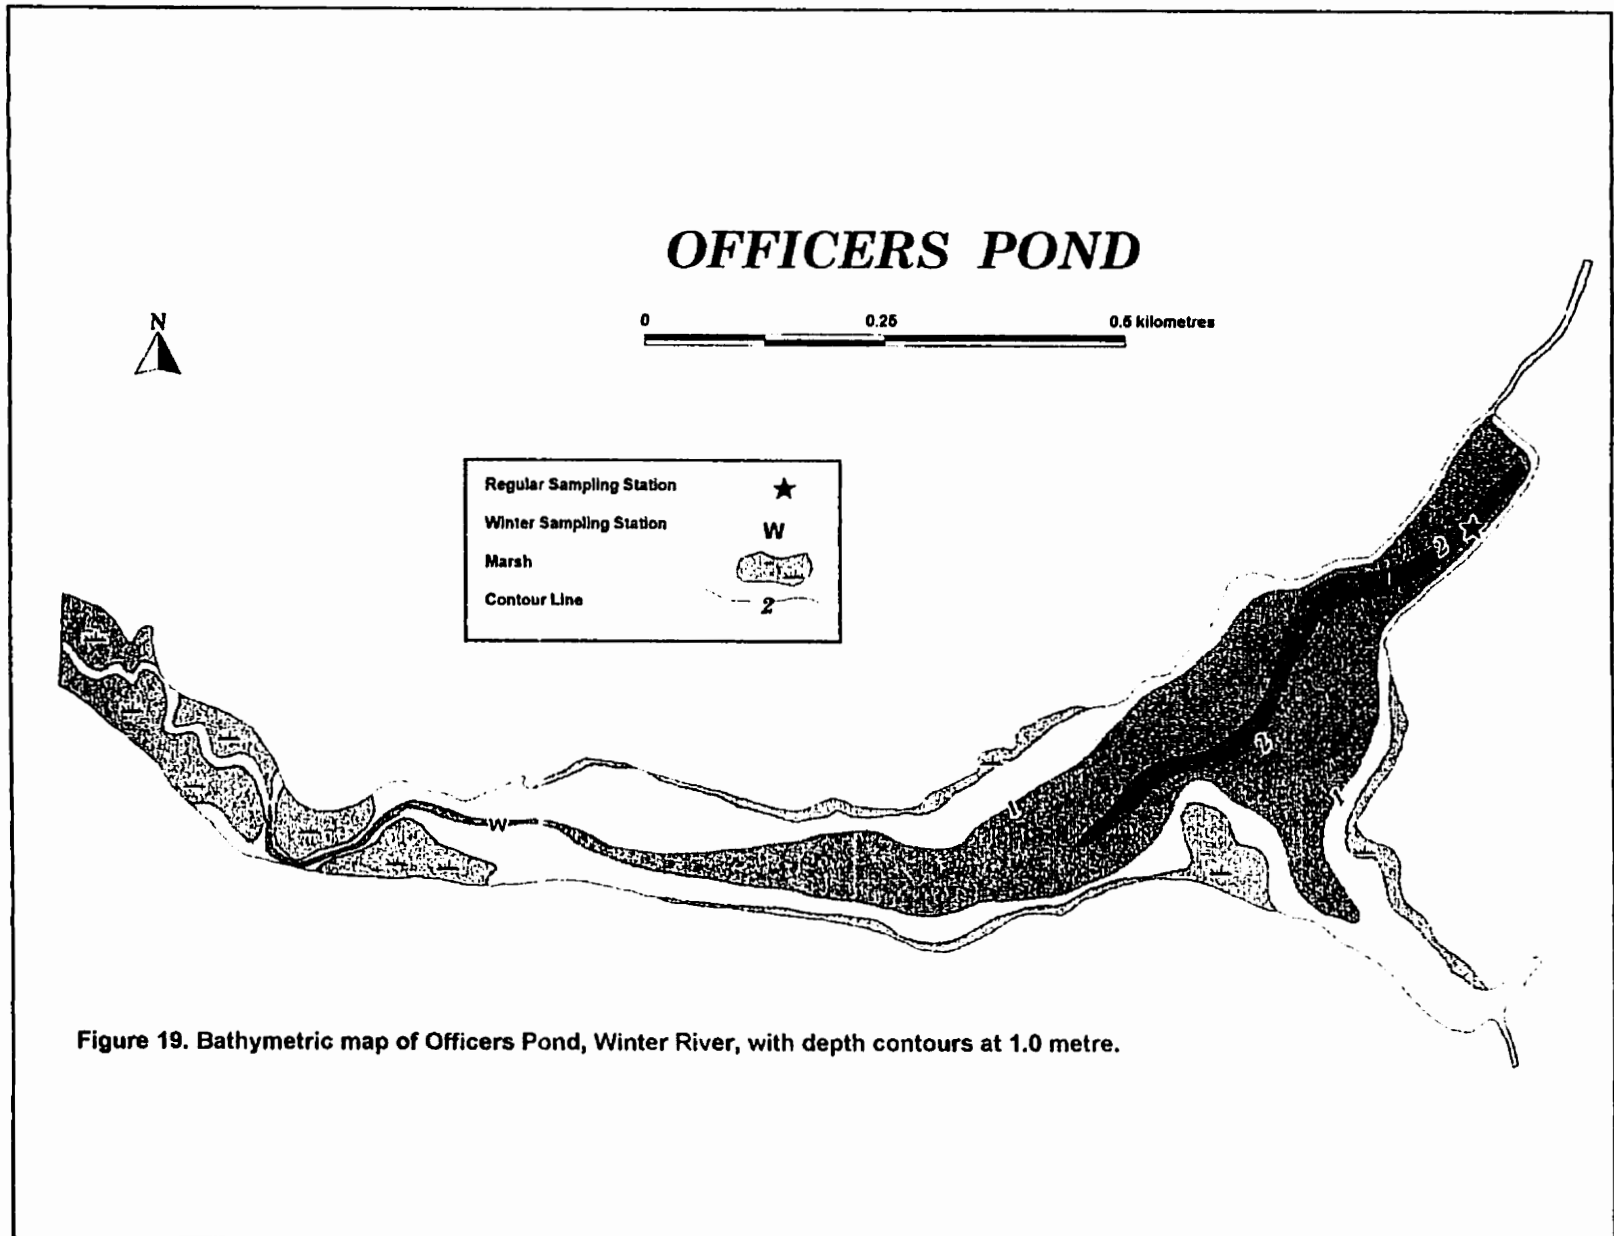 OFFICERS POND
N
0 0.25 0.5 kilometres
Regular Sampling Station
Winter Sampling Station W
Marsh
Contour Line 2
2
2
1
1
W
Figure 19. Bathymetric map of Officers Pond, Winter River, with depth contours at 1.0 metre.